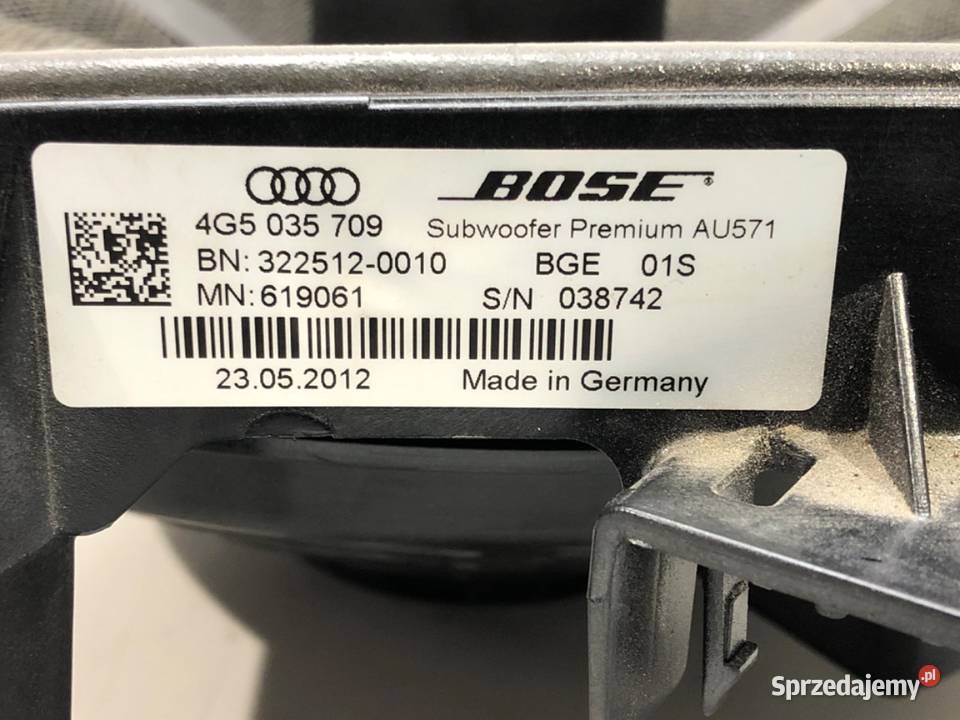 BOSE®
4G5 035 709 Subwoofer Premium AU571
BN: 322512-0010 BGE 01S
MN: 619061 S/N 038742
23.05.2012 Made in Germany
Sprzedajemy.pl